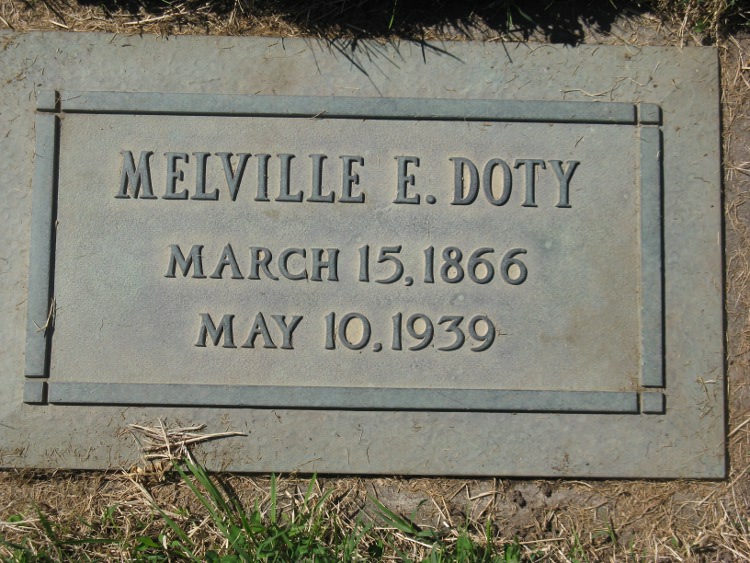 MELVILLE E. DOTY
MARCH 15, 1866
MAY 10, 1939